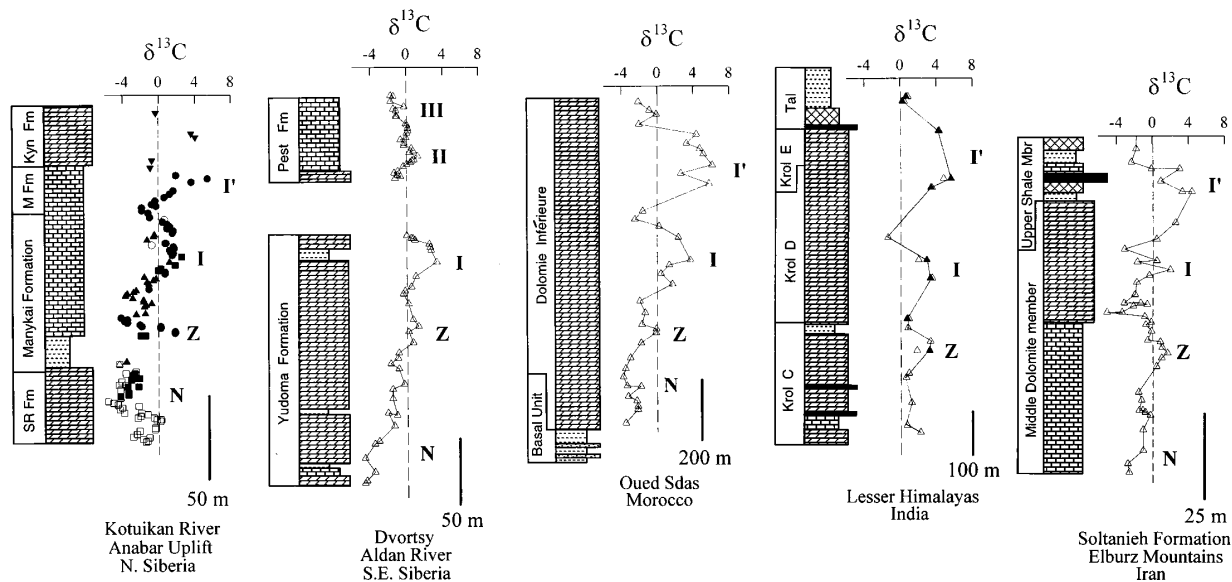 δ13C
-4 0 4 8
Kyn Fm
M Fm
Manykai Formation
SR Fm
I'
I
Z
N
50 m
Kotuikan River
Anabar Uplift
N. Siberia
δ13C
-4 0 4 8
Pest Fm
Yudoma Formation
III
II
I
Z
N
50 m
Dvortsy
Aldan River
S.E. Siberia
δ13C
-4 0 4 8
Dolomie Inférieure
Basal Unit
I'
I
Z
N
200 m
Oued Sdas
Morocco
δ13C
-4 0 4 8
Tal
Krol E
Krol D
Krol C
I'
I
Z
100 m
Lesser Himalayas
India
δ13C
-4 0 4 8
Upper Shale Mbr
Middle Dolomite member
I'
I
Z
N
25 m
Soltanieh Formation
Elburz Mountains
Iran